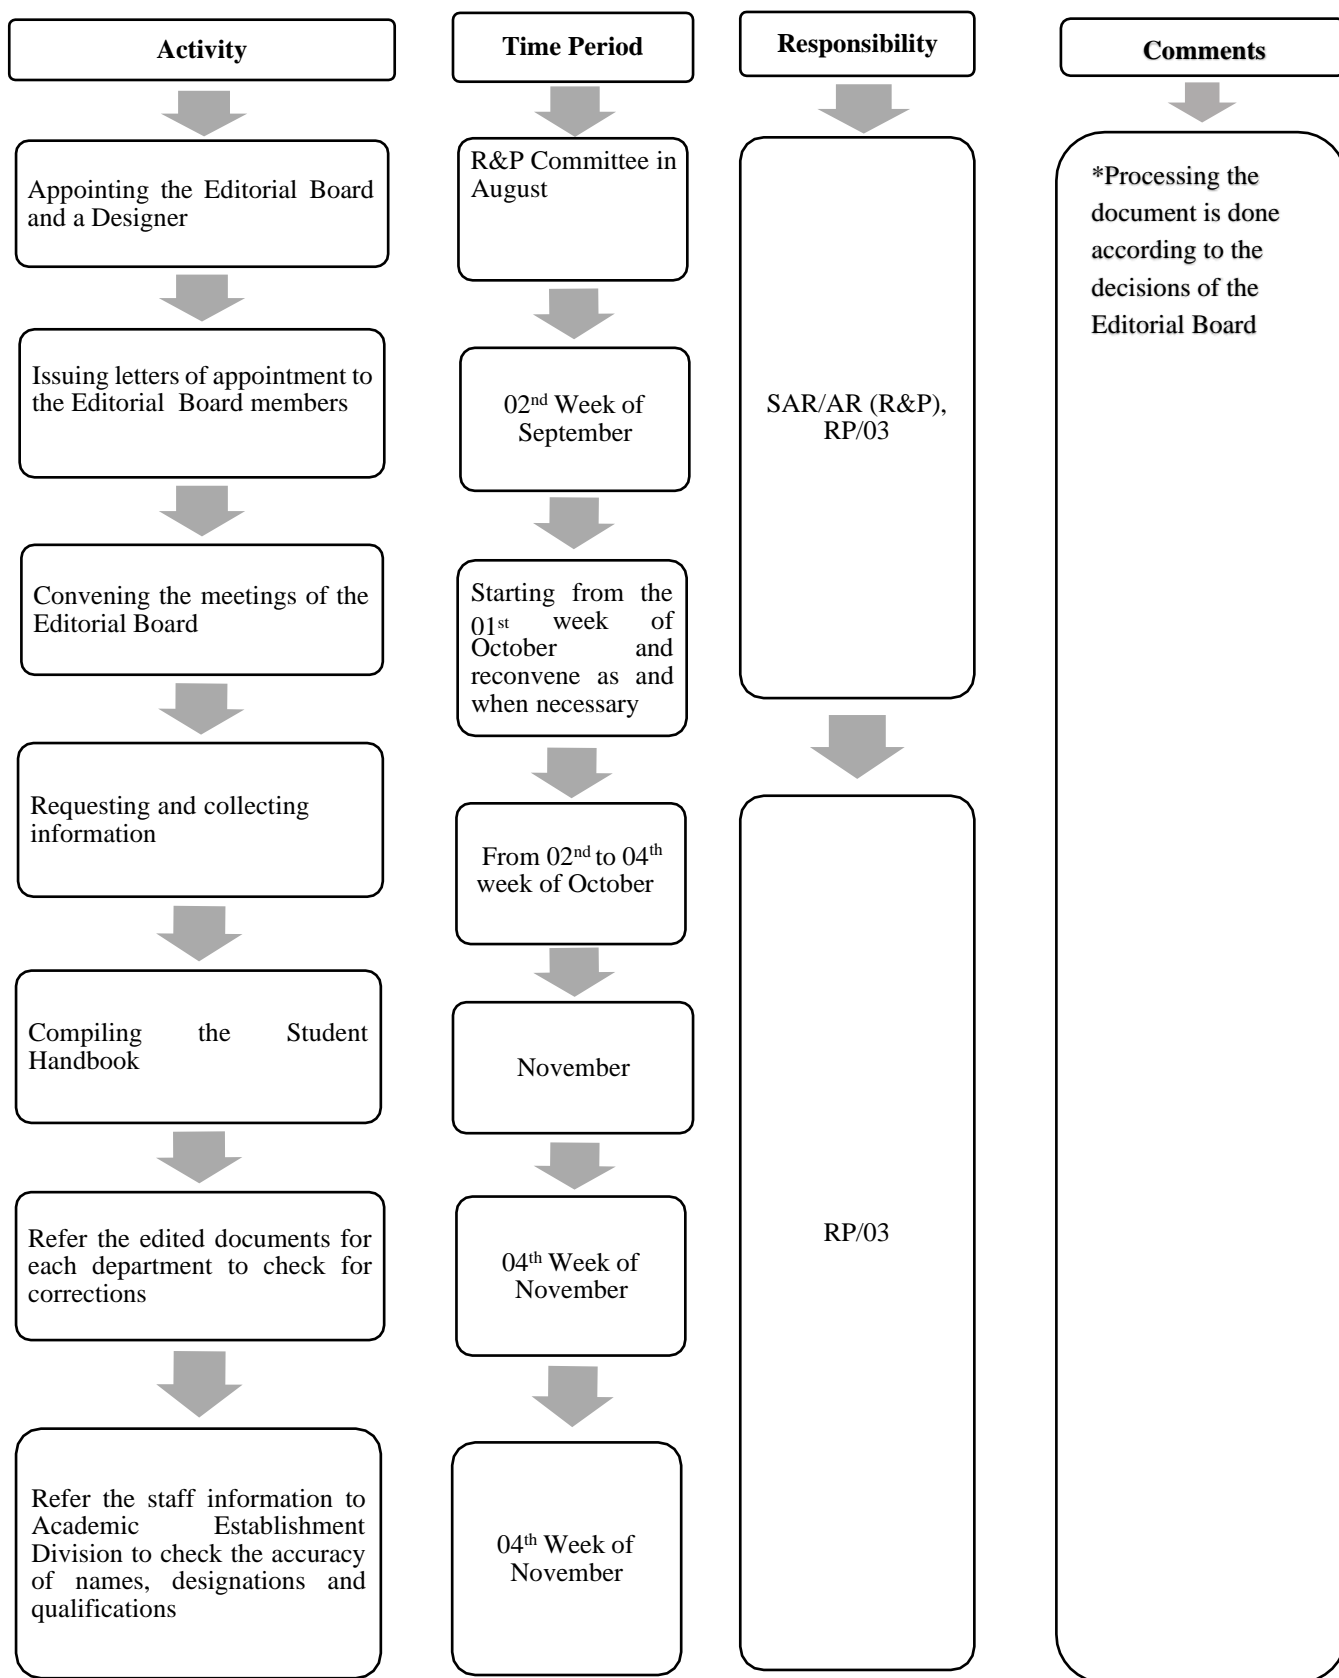 Activity
Time Period
Responsibility
Comments
Appointing the Editorial Board
and a Designer
R&P Committee in
August
SAR/AR (R&P),
RP/03
*Processing the
document is done
according to the
decisions of the
Editorial Board
Issuing letters of appointment to
the Editorial Board members
02nd Week of
September
Convening the meetings of the
Editorial Board
Starting from the
01st week of
October and
reconvene as and
when necessary
Requesting and collecting
information
From 02nd to 04th
week of October
Compiling the Student
Handbook
November
Refer the edited documents for
each department to check for
corrections
04th Week of
November
RP/03
Refer the staff information to
Academic Establishment
Division to check the accuracy
of names, designations and
qualifications
04th Week of
November